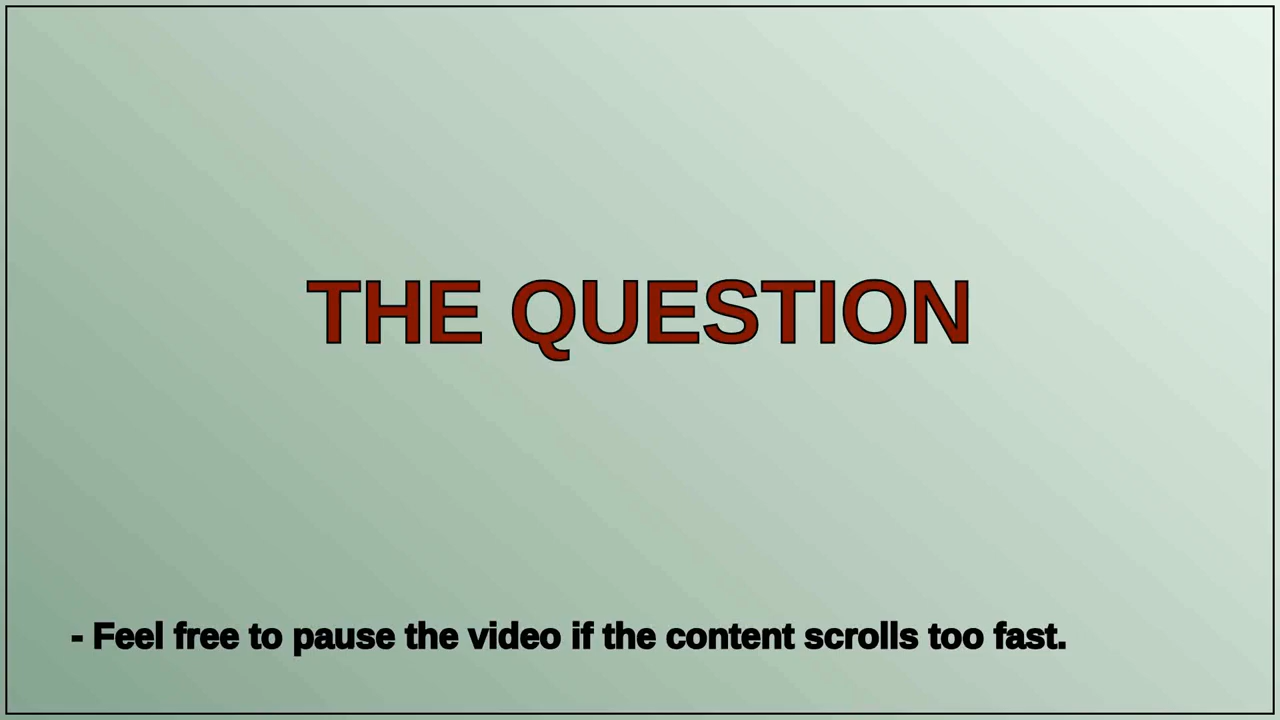 THE QUESTION
- Feel free to pause the video if the content scrolls too fast.